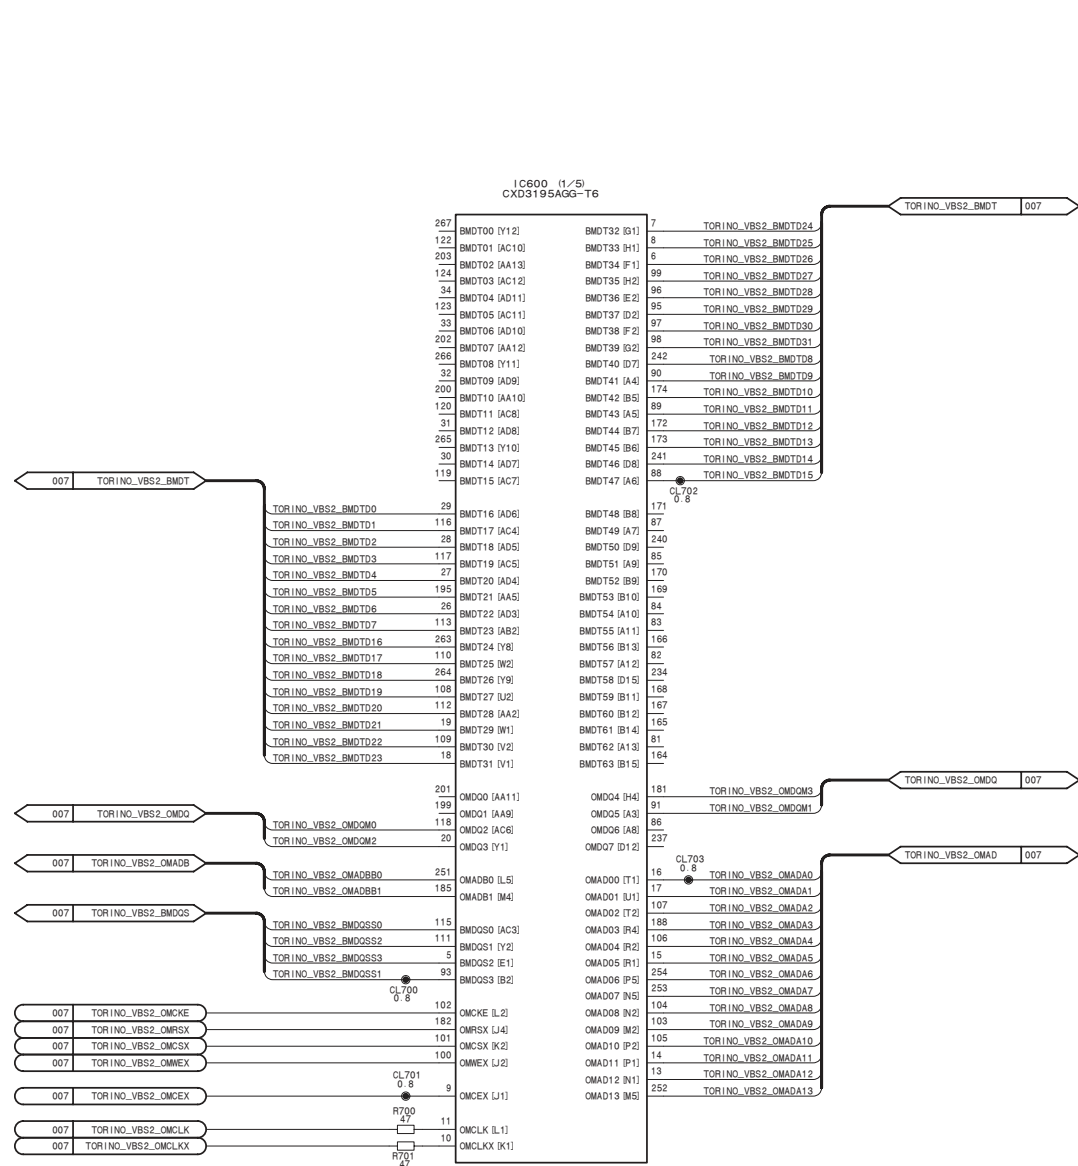 IC600 (1/5)
CXD3195AGG-T6
TORINO_VBS2_BMDT 007
267 BMDT00 [Y12] BMDT32 [G1] 7 TORINO_VBS2_BMDTD24
122 BMDT01 [AC10] BMDT33 [H1] 8 TORINO_VBS2_BMDTD25
203 BMDT02 [AA13] BMDT34 [F1] 6 TORINO_VBS2_BMDTD26
124 BMDT03 [AC12] BMDT35 [H2] 99 TORINO_VBS2_BMDTD27
34 BMDT04 [AD11] BMDT36 [E2] 96 TORINO_VBS2_BMDTD28
123 BMDT05 [AC11] BMDT37 [D2] 95 TORINO_VBS2_BMDTD29
33 BMDT06 [AD10] BMDT38 [F2] 97 TORINO_VBS2_BMDTD30
202 BMDT07 [AA12] BMDT39 [G2] 98 TORINO_VBS2_BMDTD31
266 BMDT08 [Y11] BMDT40 [D7] 242 TORINO_VBS2_BMDTD8
32 BMDT09 [AD9] BMDT41 [A4] 90 TORINO_VBS2_BMDTD9
200 BMDT10 [AA10] BMDT42 [B5] 174 TORINO_VBS2_BMDTD10
120 BMDT11 [AC8] BMDT43 [A5] 89 TORINO_VBS2_BMDTD11
31 BMDT12 [AD8] BMDT44 [B7] 172 TORINO_VBS2_BMDTD12
265 BMDT13 [Y10] BMDT45 [B6] 173 TORINO_VBS2_BMDTD13
30 BMDT14 [AD7] BMDT46 [D8] 241 TORINO_VBS2_BMDTD14
119 BMDT15 [AC7] BMDT47 [A6] 88 TORINO_VBS2_BMDTD15
007 TORINO_VBS2_BMDT
CL702
0.8
TORINO_VBS2_BMDTD0 29 BMDT16 [AD6] BMDT48 [B8] 171
TORINO_VBS2_BMDTD1 116 BMDT17 [AC4] BMDT49 [A7] 87
TORINO_VBS2_BMDTD2 28 BMDT18 [AD5] BMDT50 [D9] 240
TORINO_VBS2_BMDTD3 117 BMDT19 [AC5] BMDT51 [A9] 85
TORINO_VBS2_BMDTD4 27 BMDT20 [AD4] BMDT52 [B9] 170
TORINO_VBS2_BMDTD5 195 BMDT21 [AA5] BMDT53 [B10] 169
TORINO_VBS2_BMDTD6 26 BMDT22 [AD3] BMDT54 [A10] 84
TORINO_VBS2_BMDTD7 113 BMDT23 [AB2] BMDT55 [A11] 83
TORINO_VBS2_BMDTD16 263 BMDT24 [Y8] BMDT56 [B13] 166
TORINO_VBS2_BMDTD17 110 BMDT25 [W2] BMDT57 [A12] 82
TORINO_VBS2_BMDTD18 264 BMDT26 [Y9] BMDT58 [D15] 234
TORINO_VBS2_BMDTD19 108 BMDT27 [U2] BMDT59 [B11] 168
TORINO_VBS2_BMDTD20 112 BMDT28 [AA2] BMDT60 [B12] 167
TORINO_VBS2_BMDTD21 19 BMDT29 [W1] BMDT61 [B14] 165
TORINO_VBS2_BMDTD22 109 BMDT30 [V2] BMDT62 [A13] 81
TORINO_VBS2_BMDTD23 18 BMDT31 [V1] BMDT63 [B15] 164
TORINO_VBS2_OMDQ 007
201 OMDQ0 [AA11] OMDQ4 [H4] 181 TORINO_VBS2_OMDQM3
007 TORINO_VBS2_OMDQ 199 OMDQ1 [AA9] OMDQ5 [A3] 91 TORINO_VBS2_OMDQM1
TORINO_VBS2_OMDQM0 118 OMDQ2 [AC6] OMDQ6 [A8] 86
TORINO_VBS2_OMDQM2 20 OMDQ3 [Y1] OMDQ7 [D12] 237
007 TORINO_VBS2_OMADB
CL703
0.8
TORINO_VBS2_OMAD 007
TORINO_VBS2_OMADBB0 251 OMADB0 [L5] OMAD00 [T1] 16 TORINO_VBS2_OMADA0
TORINO_VBS2_OMADBB1 185 OMADB1 [M4] OMAD01 [U1] 17 TORINO_VBS2_OMADA1
007 TORINO_VBS2_BMDQS OMAD02 [T2] 107 TORINO_VBS2_OMADA2
TORINO_VBS2_BMDQSS0 115 BMDQS0 [AC3] OMAD03 [R4] 188 TORINO_VBS2_OMADA3
TORINO_VBS2_BMDQSS2 111 BMDQS1 [Y2] OMAD04 [R2] 106 TORINO_VBS2_OMADA4
TORINO_VBS2_BMDQSS3 5 BMDQS2 [E1] OMAD05 [R1] 15 TORINO_VBS2_OMADA5
TORINO_VBS2_BMDQSS1 93 BMDQS3 [B2] OMAD06 [P5] 254 TORINO_VBS2_OMADA6
CL700
0.8
OMAD07 [N5] 253 TORINO_VBS2_OMADA7
007 TORINO_VBS2_OMCKE 102 OMCKE [L2] OMAD08 [N2] 104 TORINO_VBS2_OMADA8
007 TORINO_VBS2_OMRSX 182 OMRSX [J4] OMAD09 [M2] 103 TORINO_VBS2_OMADA9
007 TORINO_VBS2_OMCSX 101 OMCSX [K2] OMAD10 [P2] 105 TORINO_VBS2_OMADA10
007 TORINO_VBS2_OMWEX 100 OMWEX [J2] OMAD11 [P1] 14 TORINO_VBS2_OMADA11
CL701
0.8
OMAD12 [N1] 13 TORINO_VBS2_OMADA12
007 TORINO_VBS2_OMCEX 9 OMCEX [J1] OMAD13 [M5] 252 TORINO_VBS2_OMADA13
R700
47
007 TORINO_VBS2_OMCLK 11 OMCLK [L1]
007 TORINO_VBS2_OMCLKX 10 OMCLKX [K1]
R701
47